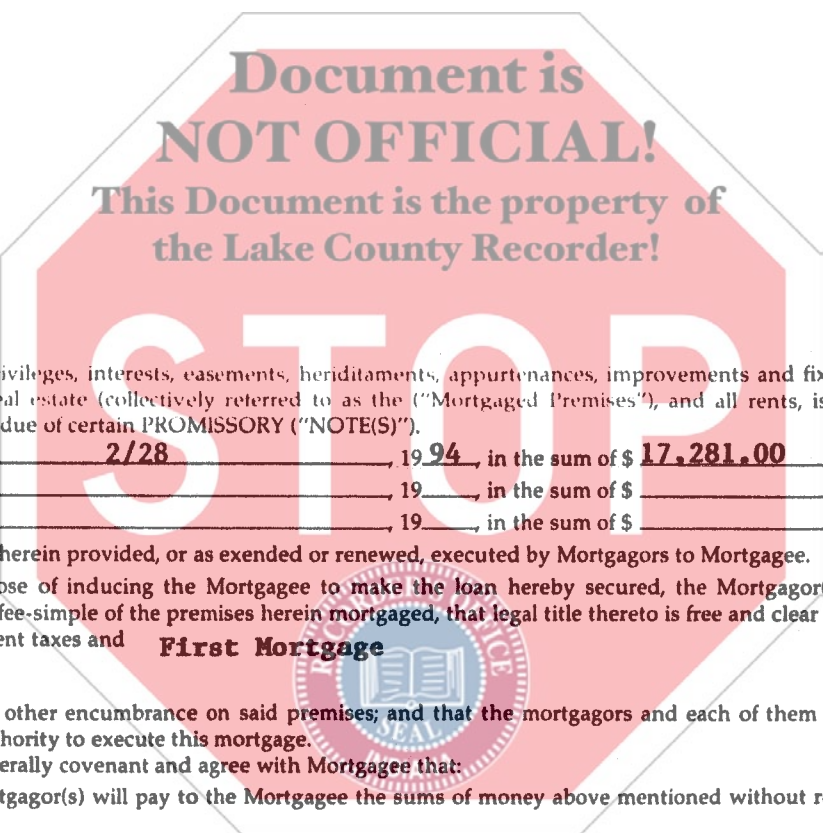 Document is
NOT OFFICIAL!
This Document is the property of
the Lake County Recorder!
STOP
ivileges, interests, easements, heriditaments, appurtenances, improvements and fix
al estate (collectively referred to as the ("Mortgaged Premises"), and all rents, is
due of certain PROMISSORY ("NOTE(S)").
2/28, 19 94, in the sum of $ 17,281.00
, 19____, in the sum of $
, 19____, in the sum of $
herein provided, or as exended or renewed, executed by Mortgagors to Mortgagee.
ose of inducing the Mortgagee to make the loan hereby secured, the Mortgagor(
fee-simple of the premises herein mortgaged, that legal title thereto is free and clear
ent taxes and First Mortgage
other encumbrance on said premises; and that the mortgagors and each of them
thority to execute this mortgage.
erally covenant and agree with Mortgagee that:
tgagor(s) will pay to the Mortgagee the sums of money above mentioned without r
SEAL